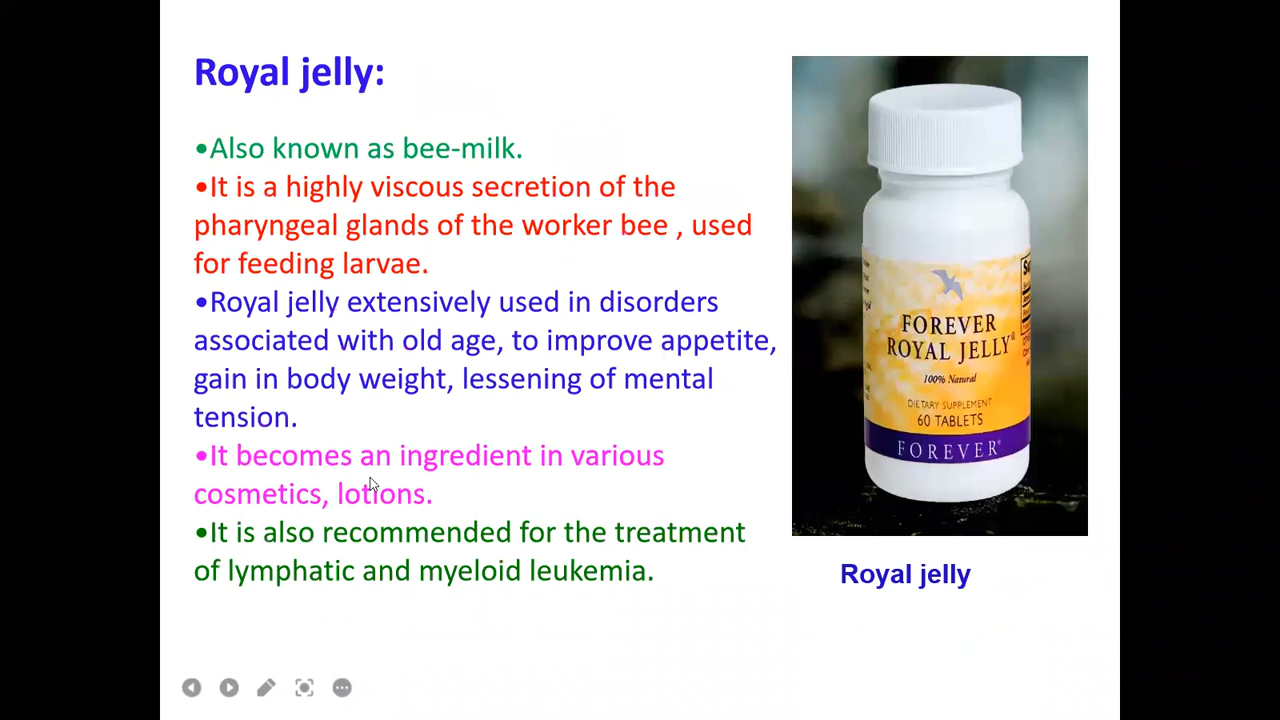 Royal jelly:
•Also known as bee-milk.
•It is a highly viscous secretion of the
pharyngeal glands of the worker bee , used
for feeding larvae.
•Royal jelly extensively used in disorders
associated with old age, to improve appetite,
gain in body weight, lessening of mental
tension.
•It becomes an ingredient in various
cosmetics, lotions.
•It is also recommended for the treatment
of lymphatic and myeloid leukemia.
FOREVER
ROYAL JELLY®
100% Natural
DIETARY SUPPLEMENT
60 TABLETS
FOREVER®
Royal jelly